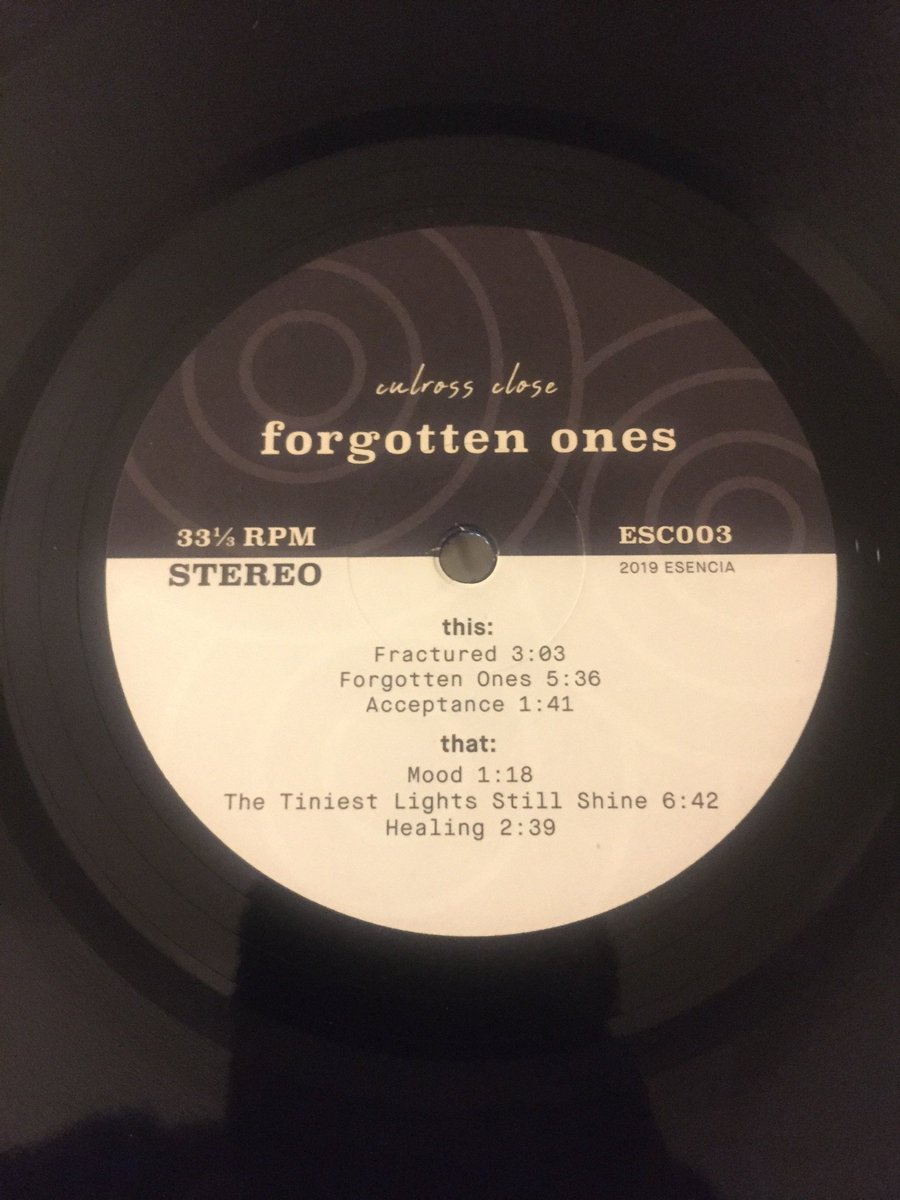 culross close
forgotten ones
33⅓ RPM
ESC003
STEREO
2019 ESENCIA
this:
Fractured 3:03
Forgotten Ones 5:36
Acceptance 1:41
that:
Mood 1:18
The Tiniest Lights Still Shine 6:42
Healing 2:39